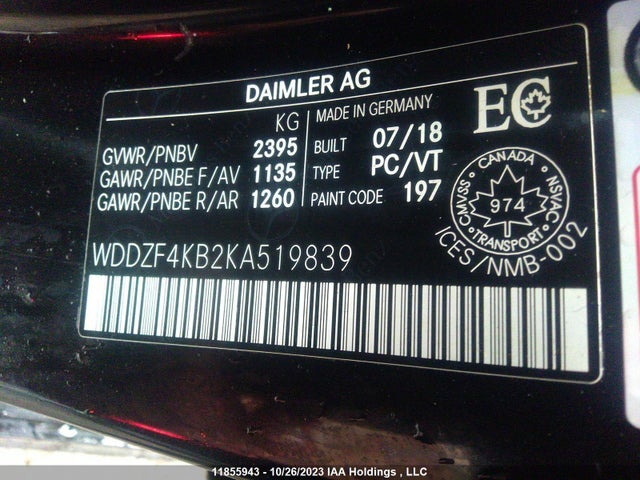 DAIMLER AG
KG
GVWR/PNBV 2395
GAWR/PNBE F/AV 1135
GAWR/PNBE R/AR 1260
MADE IN GERMANY
BUILT 07/18
TYPE PC/VT
PAINT CODE 197
EC
CANADA
SSVNMC
NSVAC
974
TRANSPORT
ICES/NMB-002
WDDZF4KB2KA519839
11855943 - 10/26/2023 IAA Holdings , LLC